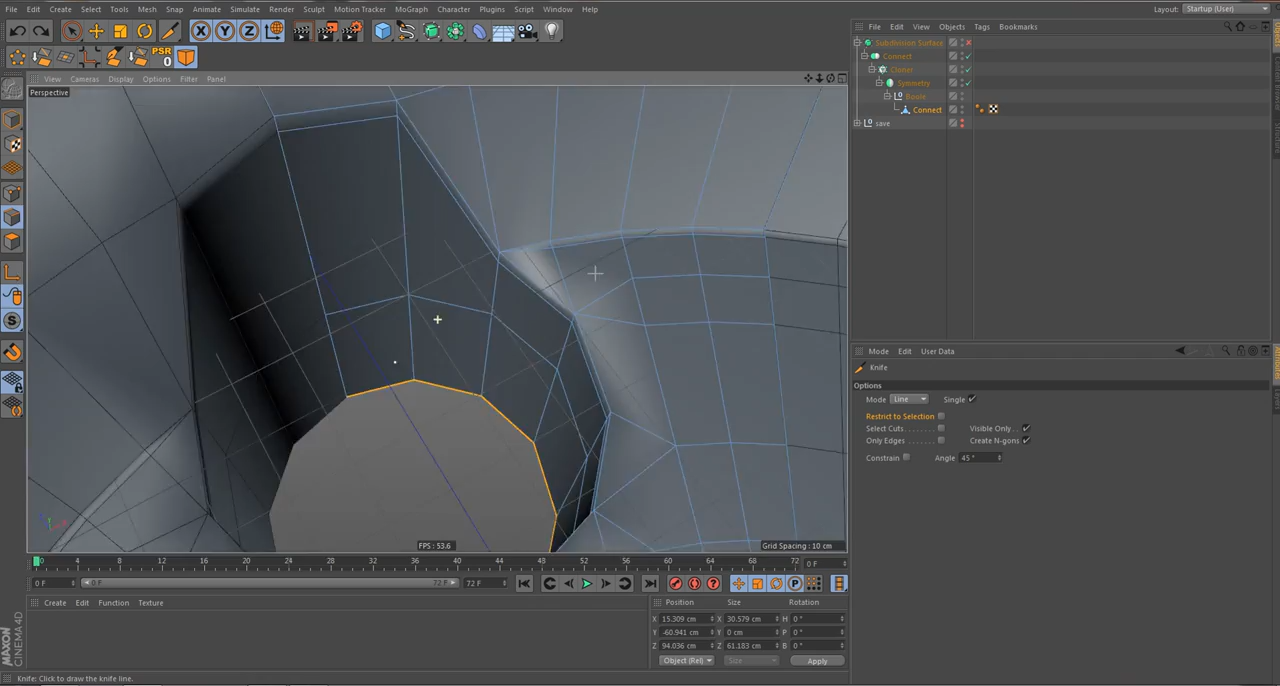 File Edit Create Select Tools Mesh Snap Animate Simulate Render Sculpt Motion Tracker MoGraph Character Plugins Script Window Help
Layout: Startup (User)
X Y Z
PSR
0
File Edit View Objects Tags Bookmarks
View Cameras Display Options Filter Panel
Perspective
Subdivision Surface
Connect
Cloner
Symmetry
Boole
Connect
save
Mode Edit User Data
Knife
Options
Mode Line Single
Restrict to Selection
Select Cuts Visible Only
Only Edges Create N-gons
Constrain Angle 45 °
FPS : 53.6
Grid Spacing : 10 cm
0 4 8 12 16 20 24 28 32 36 40 44 48 52 56 60 64 68 72 0 F
0 F 0 F 72 F 72 F
Create Edit Function Texture
Position Size Rotation
X 15.309 cm X 30.579 cm H 0 °
Y -60.941 cm Y 0 cm P 0 °
Z 94.036 cm Z 61.183 cm B 0 °
Object (Rel) Size Apply
MAXON
CINEMA 4D
Knife: Click to draw the knife line.